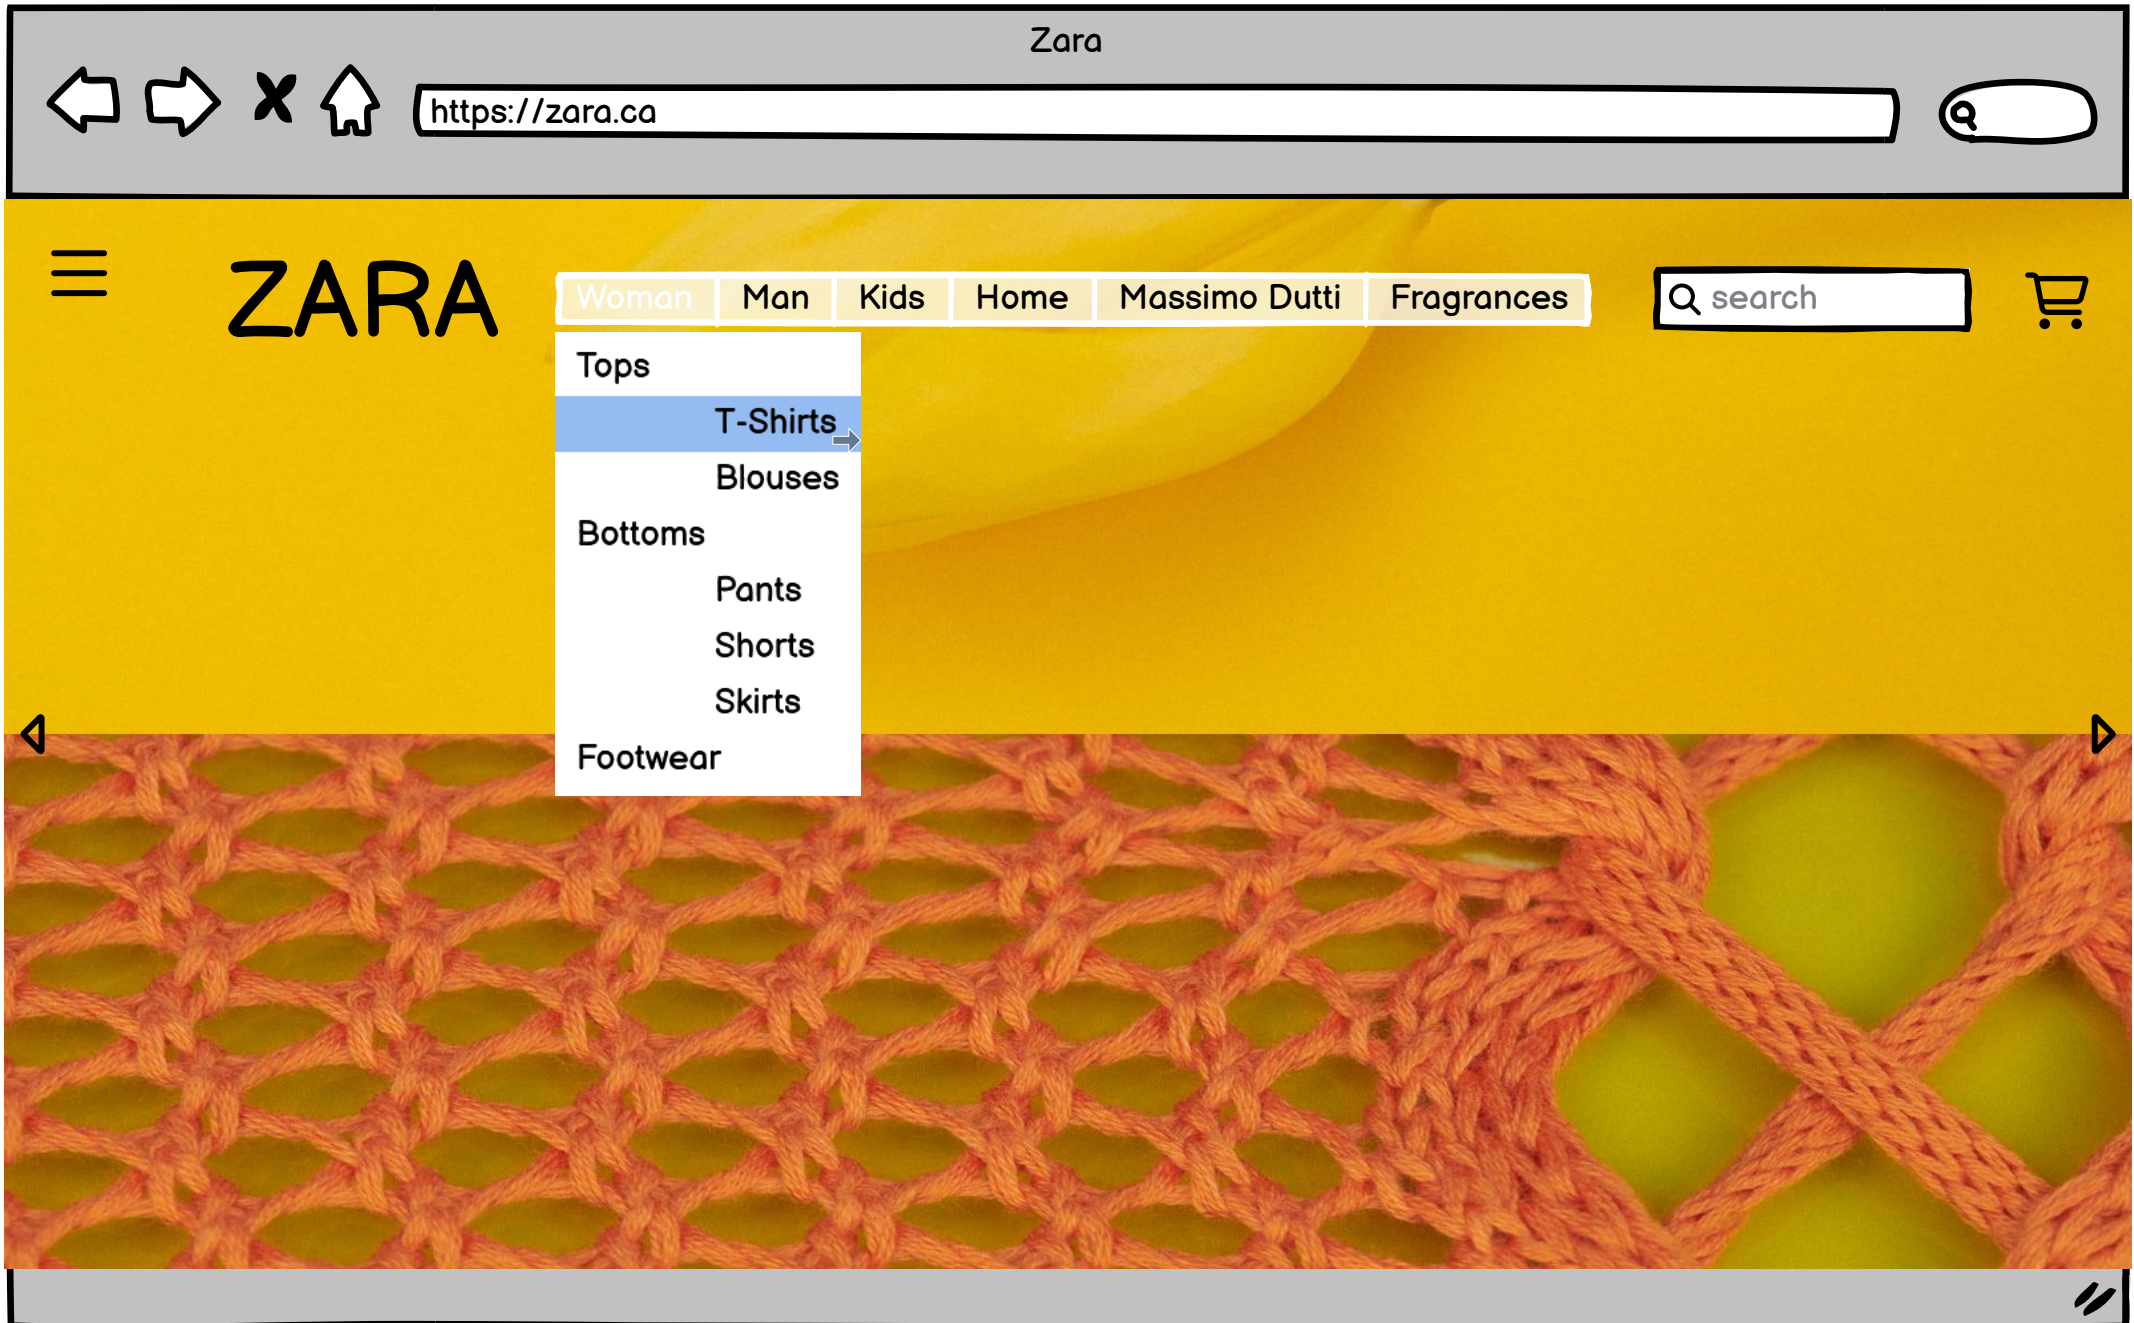 Zara
https://zara.ca
ZARA
Woman Man Kids Home Massimo Dutti Fragrances
search
Tops
T-Shirts
Blouses
Bottoms
Pants
Shorts
Skirts
Footwear